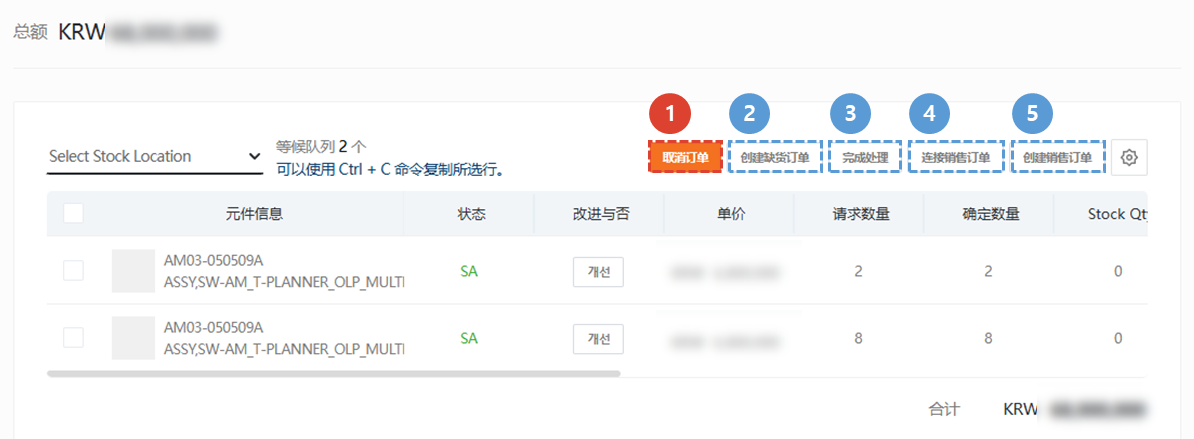 总额 KRW
1 2 3 4 5
Select Stock Location
等候队列 2 个
可以使用 Ctrl + C 命令复制所选行。
取消订单 创建缺货订单 完成处理 连接销售订单 创建销售订单
元件信息 状态 改进与否 单价 请求数量 确定数量 Stock Qty
AM03-050509A
ASSY,SW-AM_T-PLANNER_OLP_MULTI
SA 개선 2 2 0
AM03-050509A
ASSY,SW-AM_T-PLANNER_OLP_MULTI
SA 개선 8 8 0
合计 KRW